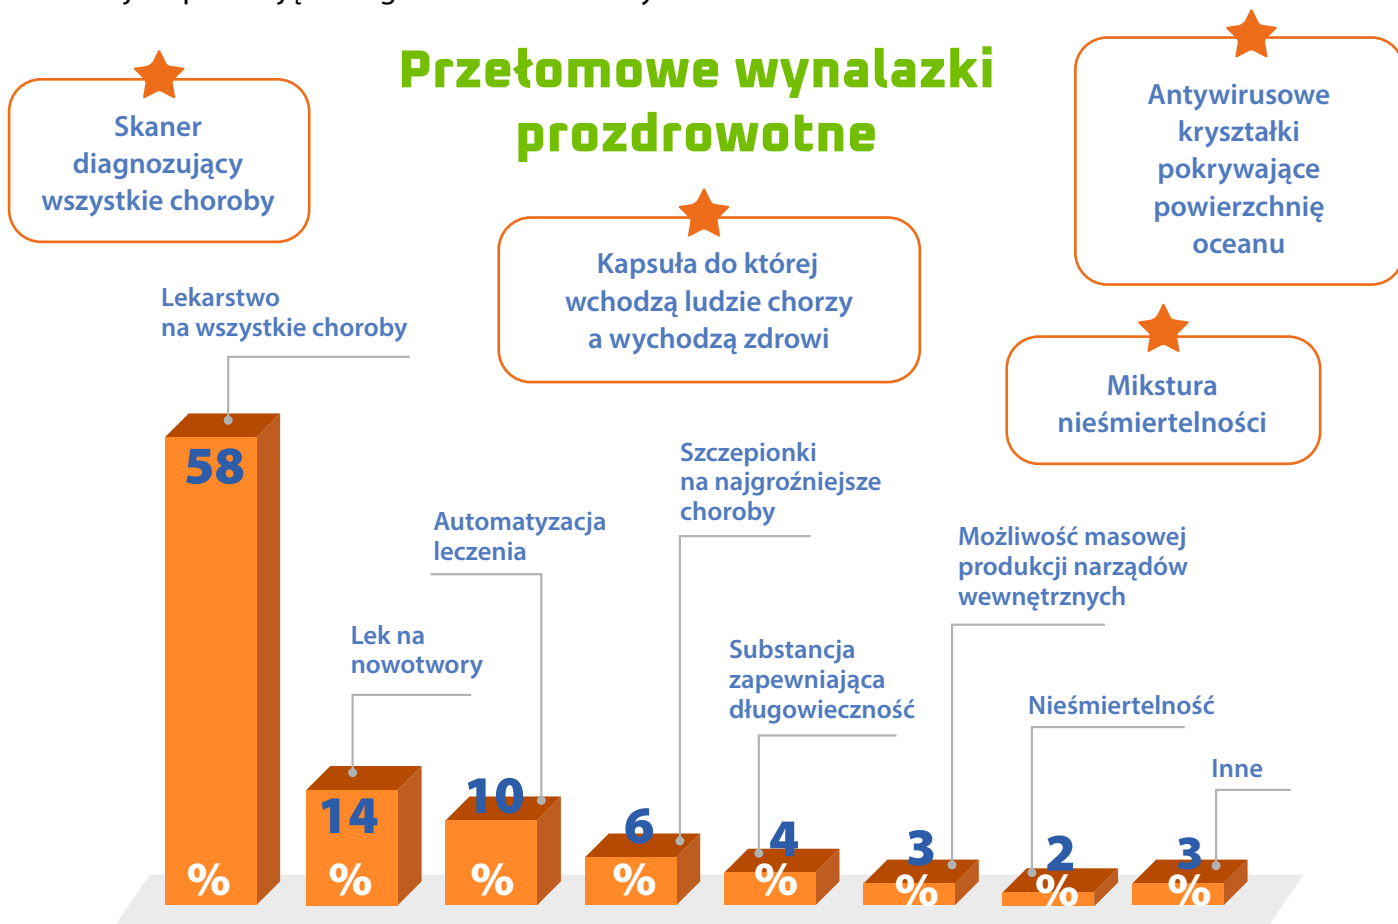 Przełomowe wynalazki
prozdrowotne
Skaner
diagnozujący
wszystkie choroby
Antywirusowe
kryształki
pokrywające
powierzchnię
oceanu
Kapsuła do której
wchodzą ludzie chorzy
a wychodzą zdrowi
Mikstura
nieśmiertelności
Lekarstwo
na wszystkie choroby
58
%
Lek na
nowotwory
14
%
Automatyzacja
leczenia
10
%
Szczepionki
na najgroźniejsze
choroby
6
%
Substancja
zapewniająca
długowieczność
4
%
Możliwość masowej
produkcji narządów
wewnętrznych
3
%
Nieśmiertelność
2
%
Inne
3
%